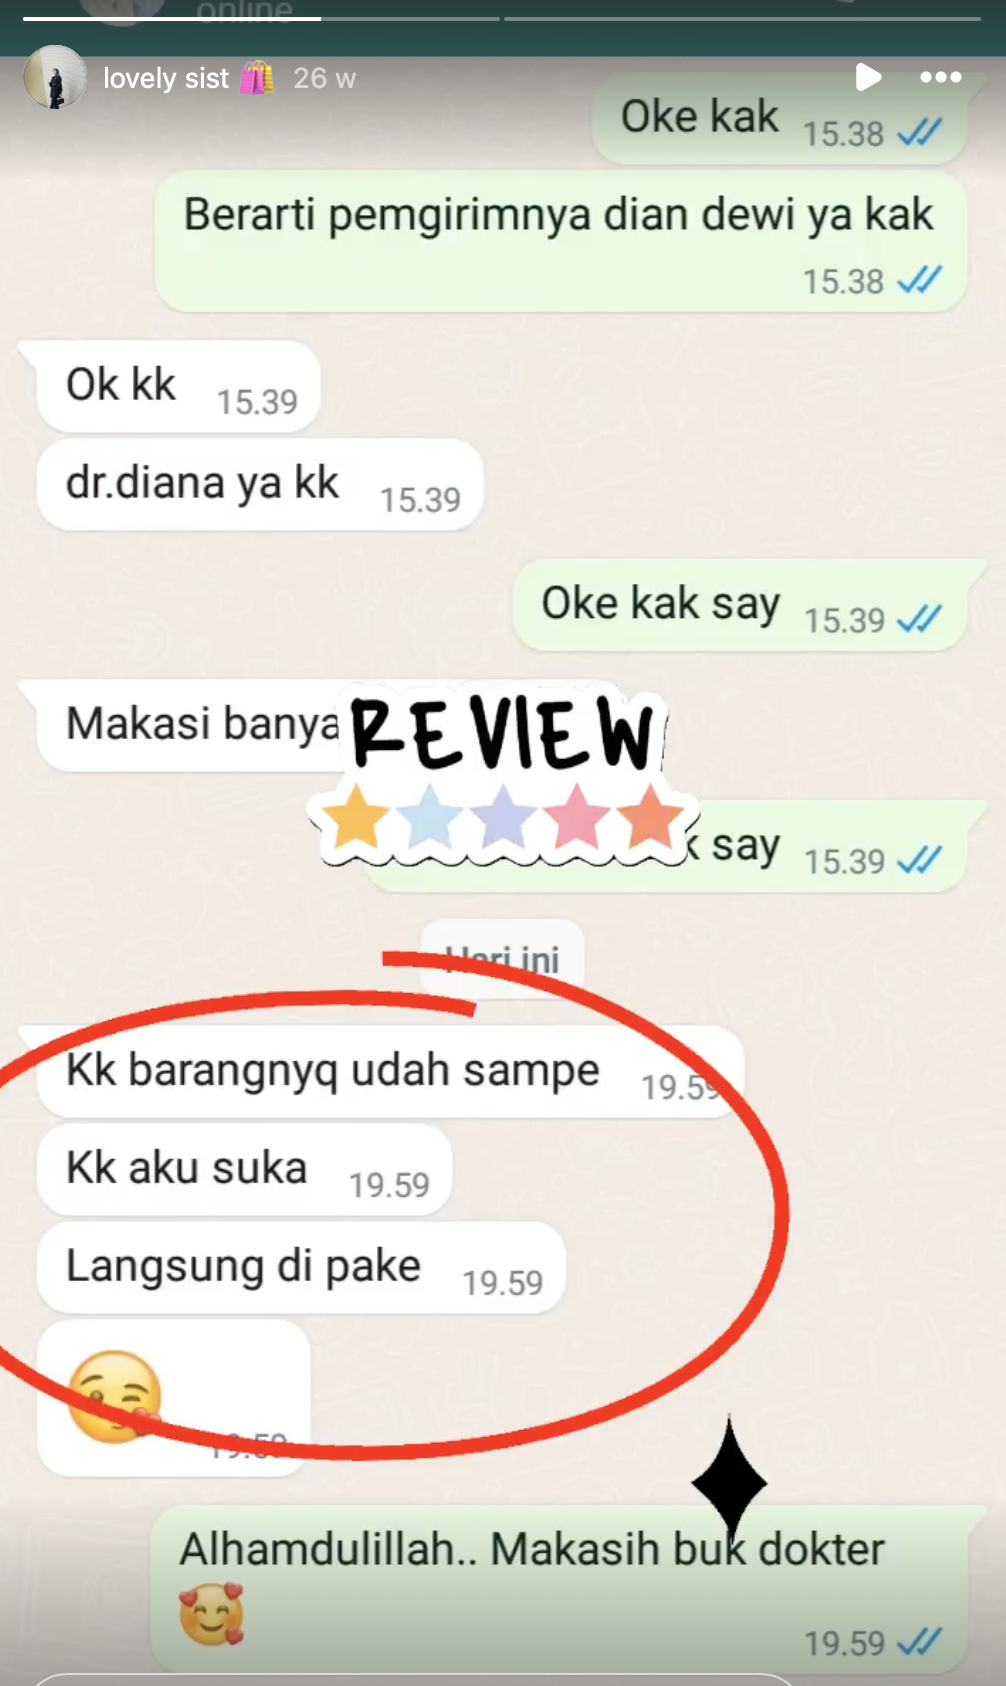 online
lovely sist 26 w
Oke kak 15.38
Berarti pemgirimnya dian dewi ya kak
15.38
Ok kk 15.39
dr.diana ya kk 15.39
Oke kak say 15.39
Makasi banya
REVIEW
say 15.39
Hari ini
Kk barangnyq udah sampe 19.59
Kk aku suka 19.59
Langsung di pake 19.59
19.59
Alhamdulillah.. Makasih buk dokter
19.59